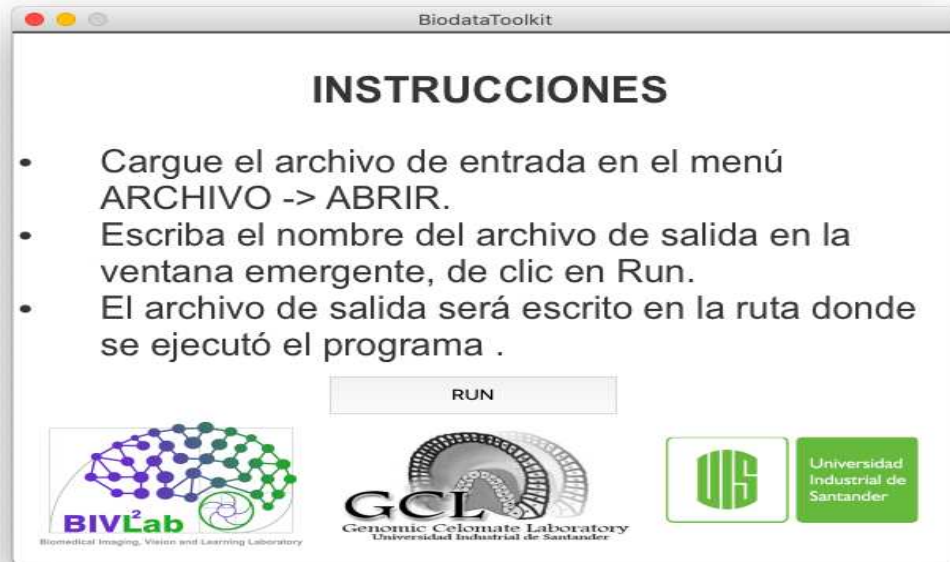 BiodataToolkit
INSTRUCCIONES
• Cargue el archivo de entrada en el menú
ARCHIVO -> ABRIR.
• Escriba el nombre del archivo de salida en la
ventana emergente, de clic en Run.
• El archivo de salida será escrito en la ruta donde
se ejecutó el programa .
RUN
BIVL²ab
Biomedical Imaging, Vision and Learning Laboratory
GCL
Genomic Celomate Laboratory
Universidad Industrial de Santander
UIS
Universidad
Industrial de
Santander